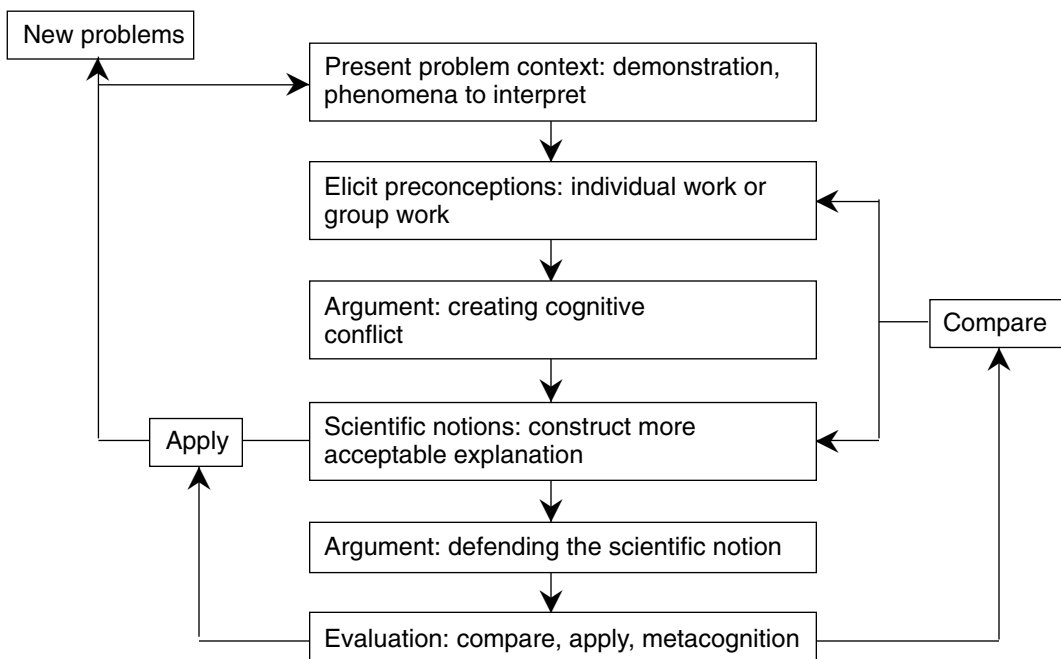 New problems
Present problem context: demonstration,
phenomena to interpret
Elicit preconceptions: individual work or
group work
Argument: creating cognitive
conflict
Compare
Scientific notions: construct more
acceptable explanation
Apply
Argument: defending the scientific notion
Evaluation: compare, apply, metacognition